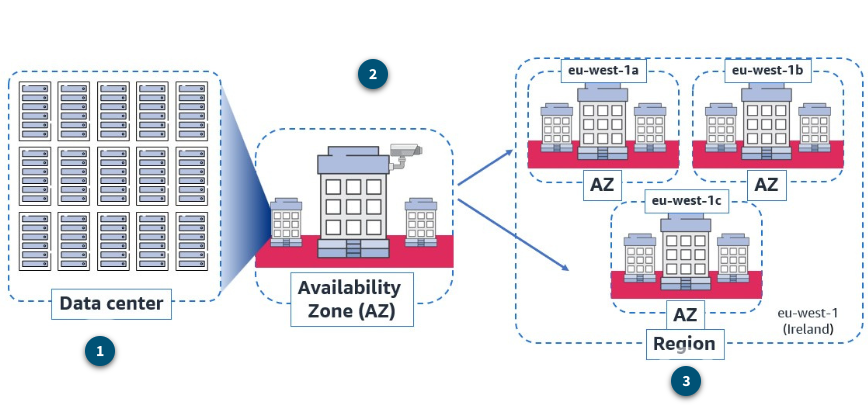 2
eu-west-1a
eu-west-1b
AZ
AZ
eu-west-1c
Data center
Availability
Zone (AZ)
AZ
eu-west-1
(Ireland)
Region
1
3